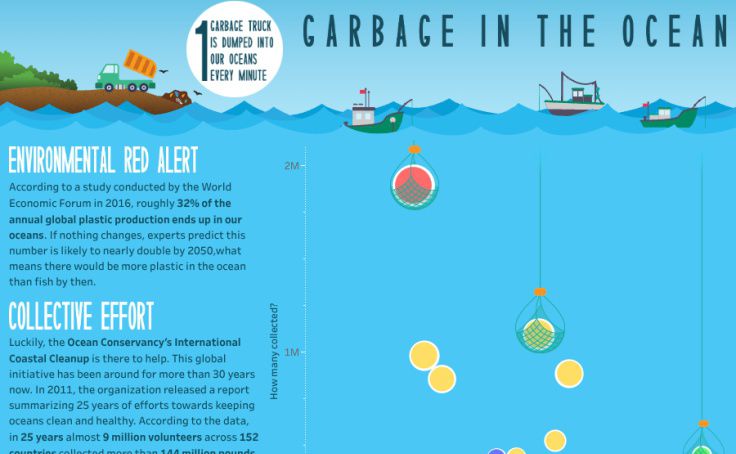 1 GARBAGE TRUCK
IS DUMPED INTO
OUR OCEANS
EVERY MINUTE
GARBAGE IN THE OCEAN
ENVIRONMENTAL RED ALERT
According to a study conducted by the World
Economic Forum in 2016, roughly 32% of the
annual global plastic production ends up in our
oceans. If nothing changes, experts predict this
number is likely to nearly double by 2050,what
means there would be more plastic in the ocean
than fish by then.
COLLECTIVE EFFORT
Luckily, the Ocean Conservancy's International
Coastal Cleanup is there to help. This global
initiative has been around for more than 30 years
now. In 2011, the organization released a report
summarizing 25 years of efforts towards keeping
oceans clean and healthy. According to the data,
in 25 years almost 9 million volunteers across 152
countries collected more than 144 million pounds
2M
1M
How many collected?